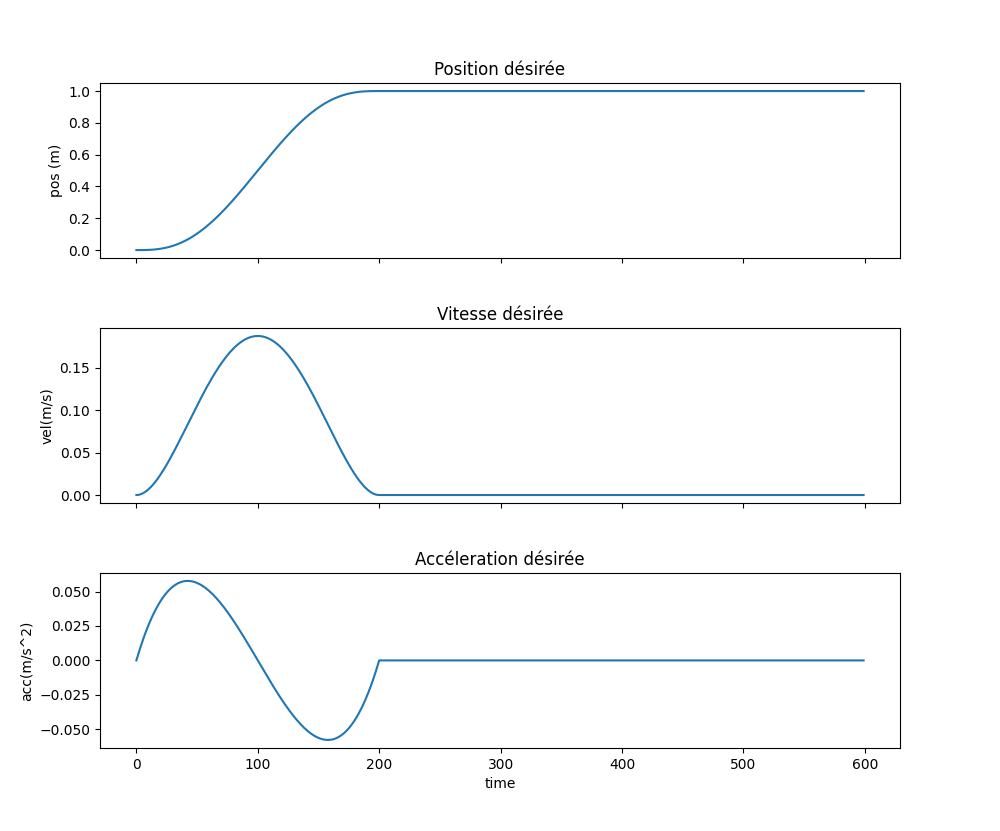 Position désirée
pos (m)
1.0
0.8
0.6
0.4
0.2
0.0
Vitesse désirée
vel(m/s)
0.15
0.10
0.05
0.00
Accéleration désirée
acc(m/s^2)
0.050
0.025
0.000
−0.025
−0.050
0 100 200 300 400 500 600
time